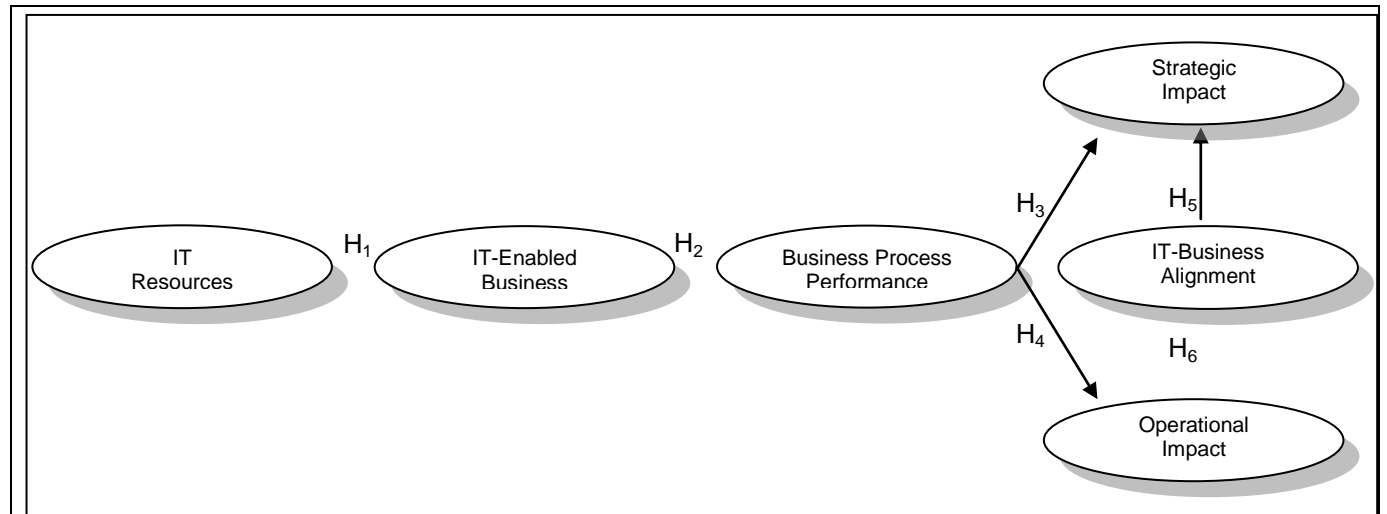 Strategic
Impact
H₃
H₅
IT
Resources
H₁
IT-Enabled
Business
H₂
Business Process
Performance
IT-Business
Alignment
H₄
H₆
Operational
Impact